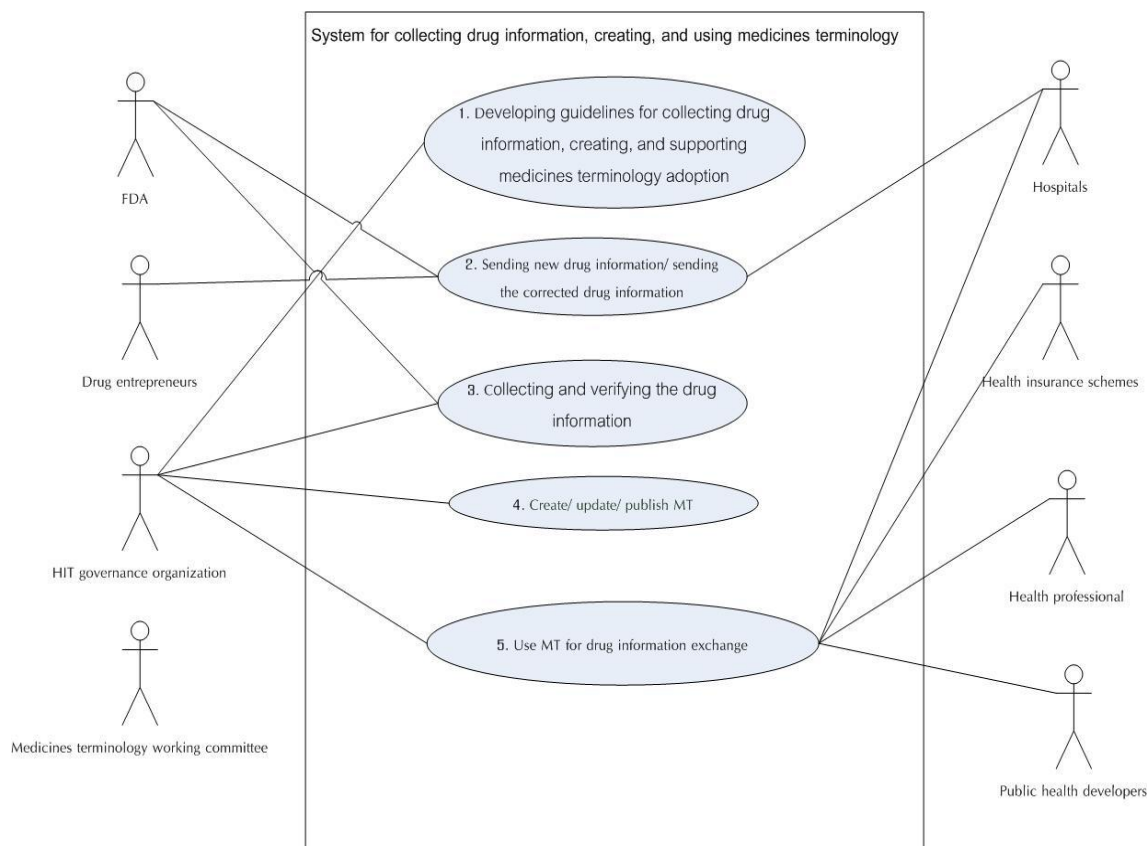 System for collecting drug information, creating, and using medicines terminology
1. Developing guidelines for collecting drug
information, creating, and supporting
medicines terminology adoption
FDA
Hospitals
2. Sending new drug information/ sending
the corrected drug information
Drug entrepreneurs
Health insurance schemes
3. Collecting and verifying the drug
information
4. Create/ update/ publish MT
HIT governance organization
Health professional
5. Use MT for drug information exchange
Medicines terminology working committee
Public health developers